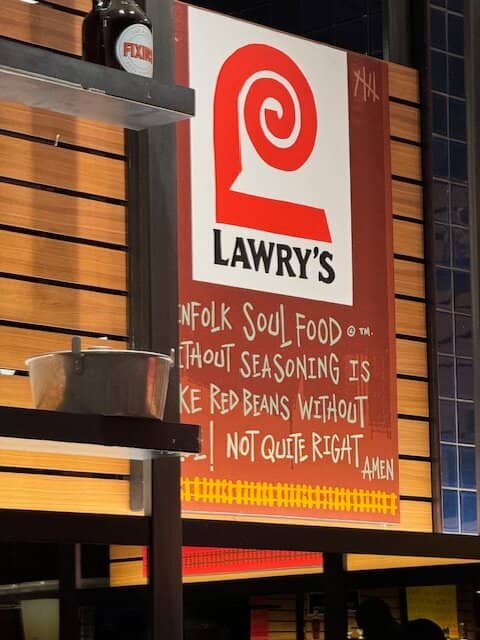 FIXINS
LAWRY'S
NFOLK SOUL FOOD ® TM.
THOUT SEASONING IS
KE RED BEANS WITHOUT
! NOT QUITE RIGHT
AMEN